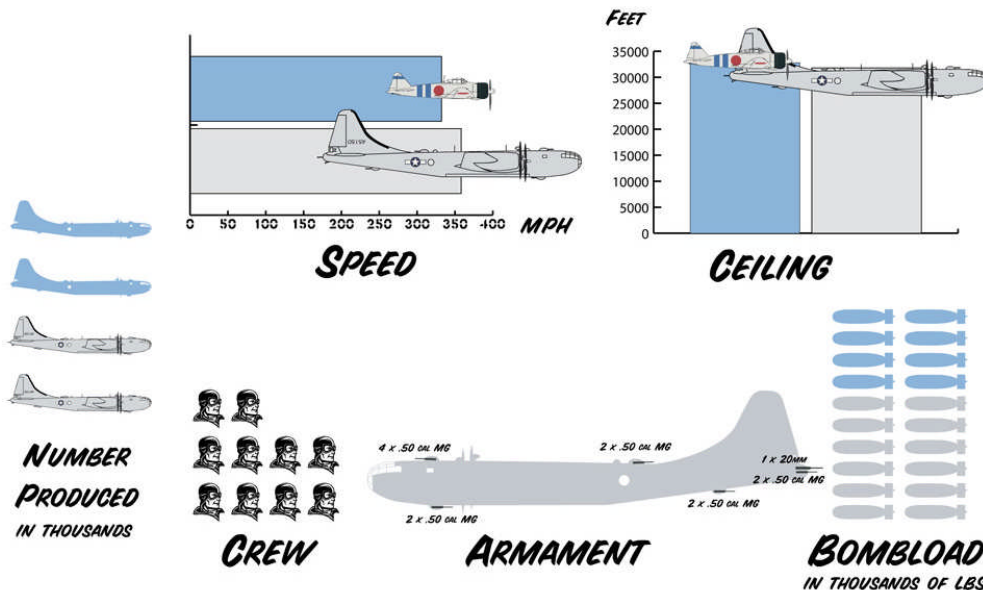 FEET
35000
30000
25000
20000
15000
10000
5000
0
0 50 100 150 200 250 300 350 400 MPH
SPEED
CEILING
NUMBER
PRODUCED
IN THOUSANDS
4 x .50 CAL MG
2 x .50 CAL MG
1 x 20MM
2 x .50 CAL MG
2 x .50 CAL MG
2 x .50 CAL MG
CREW
ARMAMENT
BOMBLOAD
IN THOUSANDS OF LBS